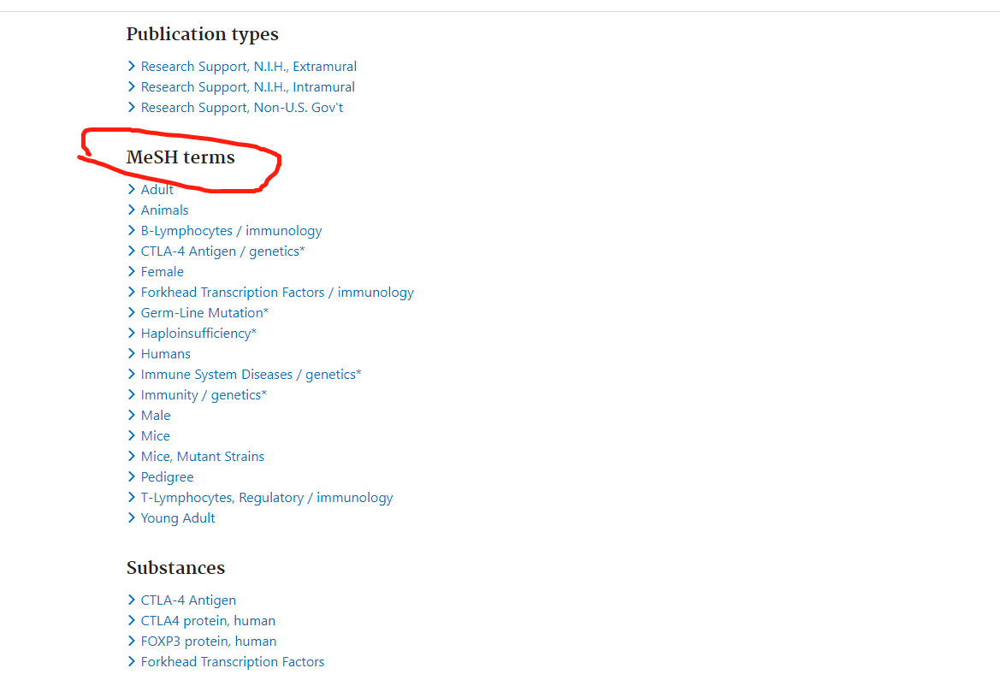 Publication types
Research Support, N.I.H., Extramural
Research Support, N.I.H., Intramural
Research Support, Non-U.S. Gov't
MeSH terms
Adult
Animals
B-Lymphocytes / immunology
CTLA-4 Antigen / genetics*
Female
Forkhead Transcription Factors / immunology
Germ-Line Mutation*
Haploinsufficiency*
Humans
Immune System Diseases / genetics*
Immunity / genetics*
Male
Mice
Mice, Mutant Strains
Pedigree
T-Lymphocytes, Regulatory / immunology
Young Adult
Substances
CTLA-4 Antigen
CTLA4 protein, human
FOXP3 protein, human
Forkhead Transcription Factors